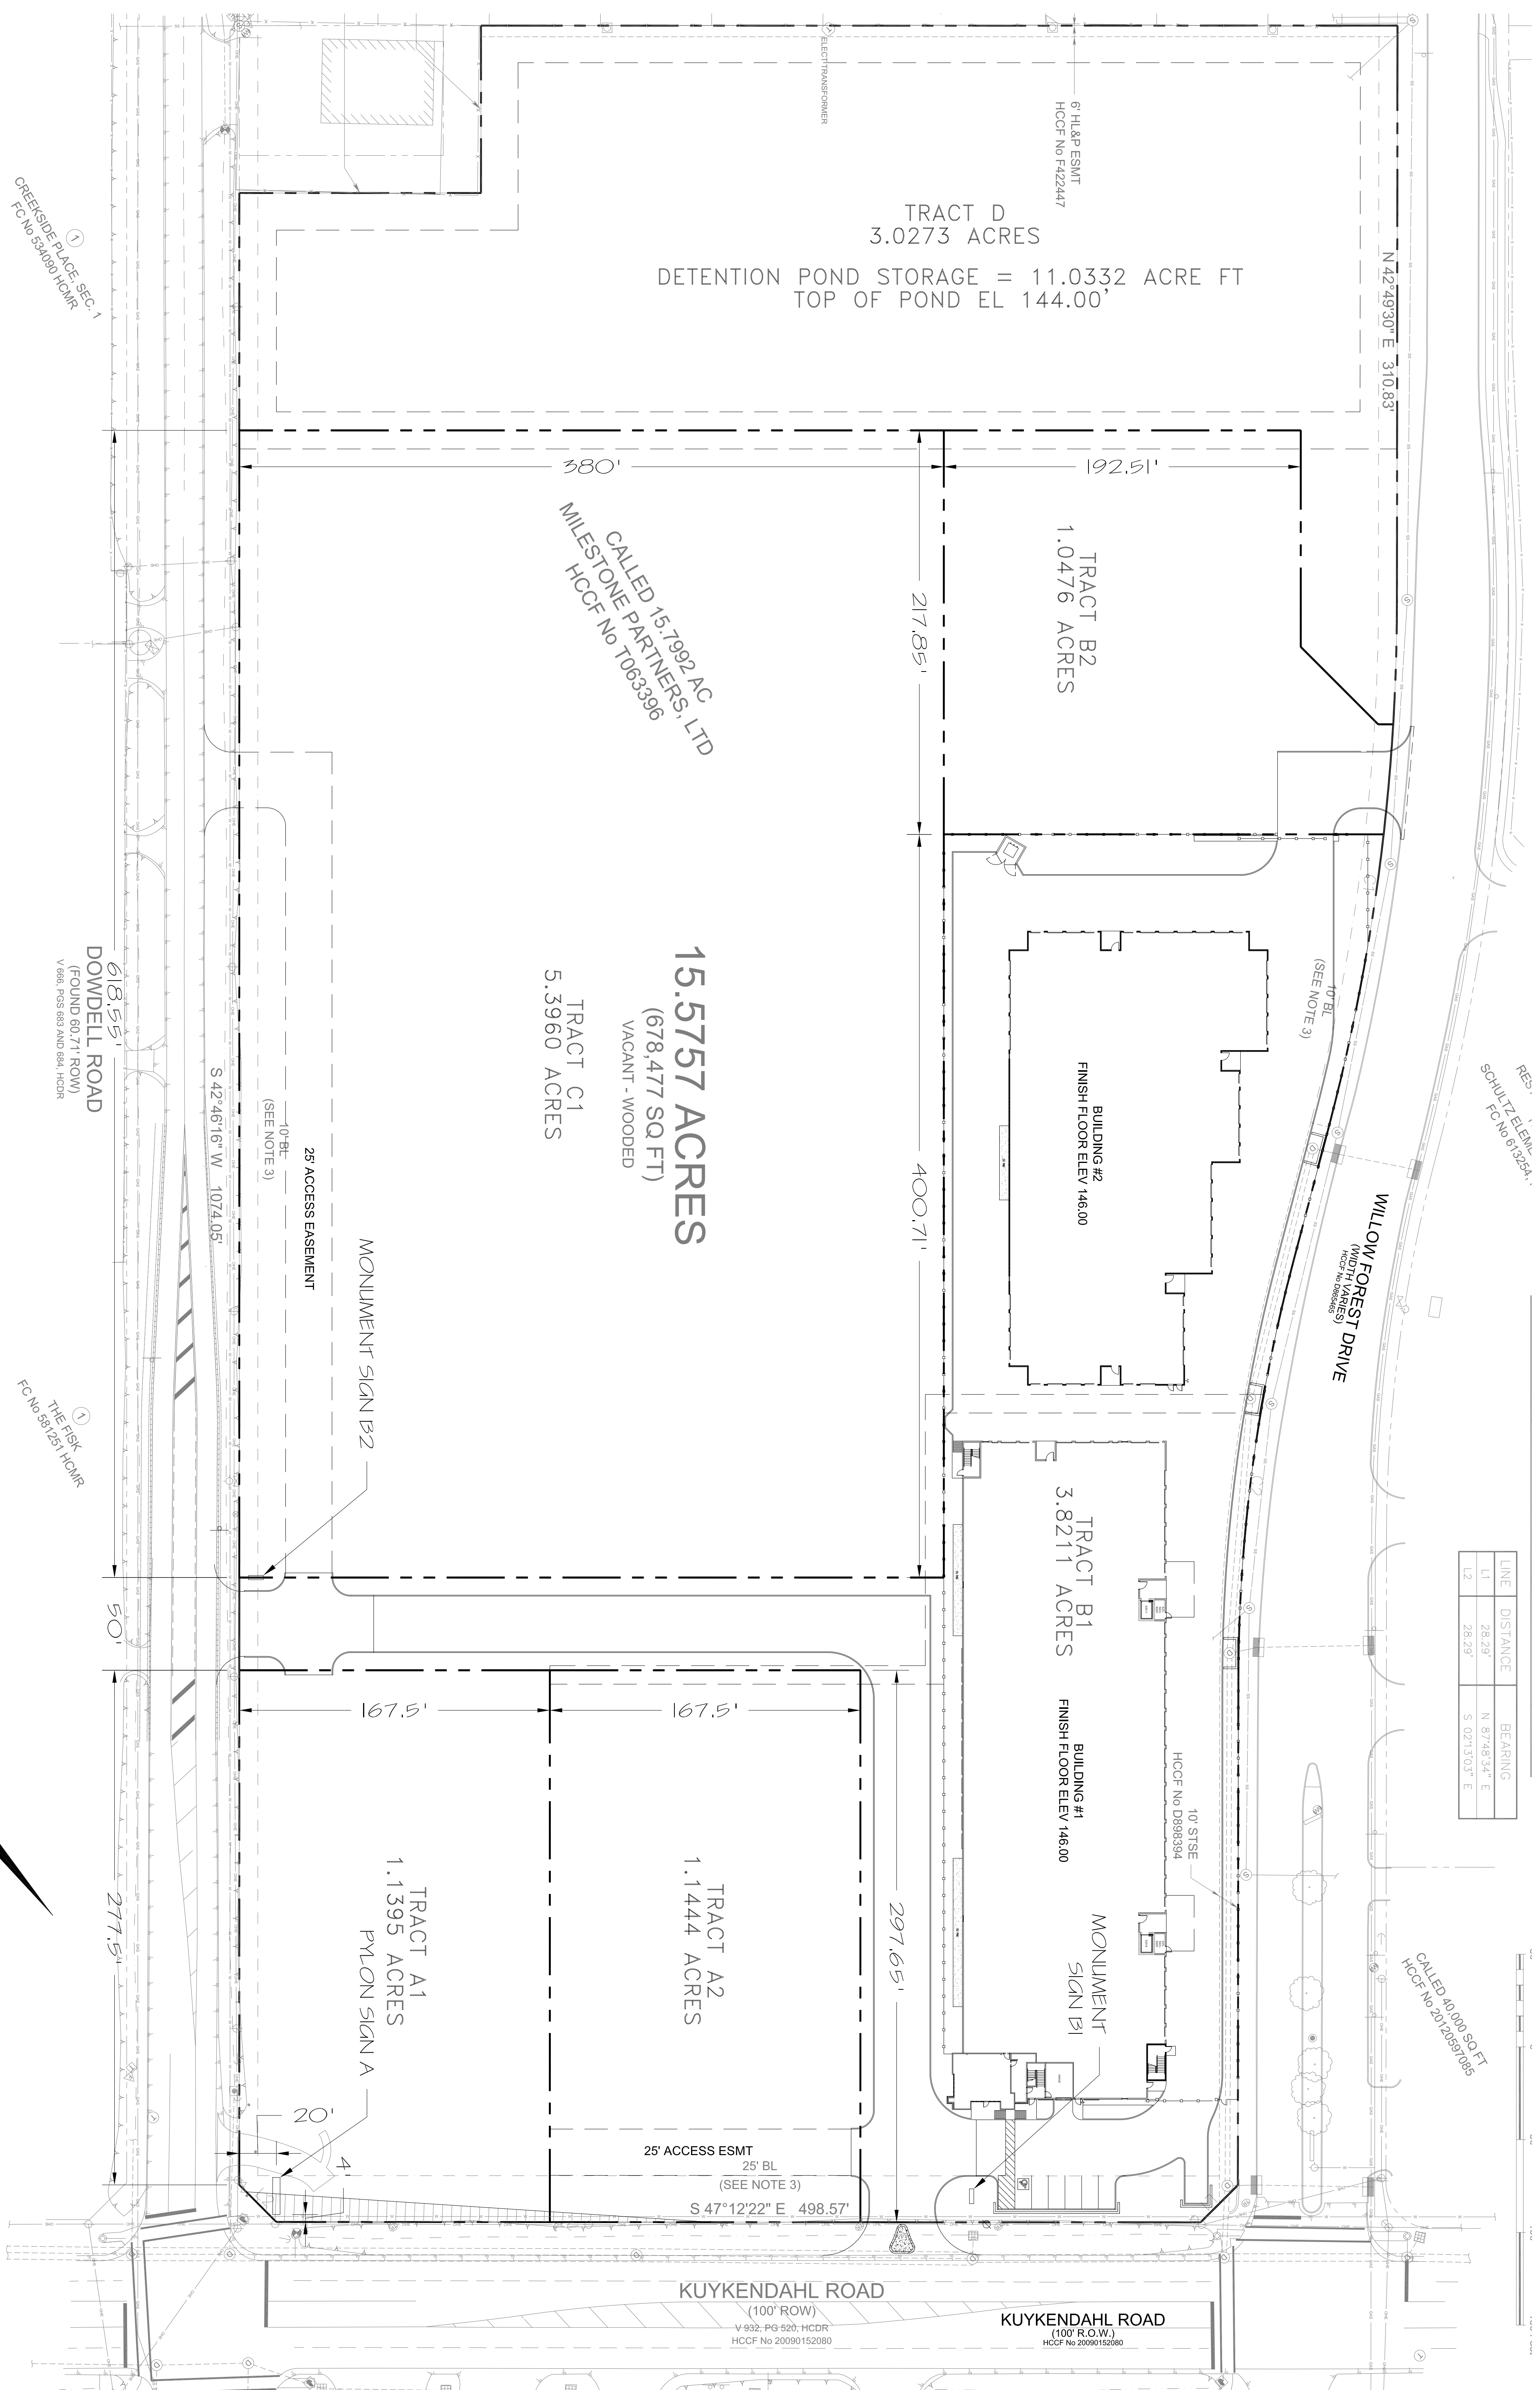 ELECT TRANSFORMER
6' HL&P ESMT
HCCF No F422447
TRACT D
3.0273 ACRES
DETENTION POND STORAGE = 11.0332 ACRE FT
TOP OF POND EL 144.00'
N 42°49'30" E 310.83'
1
CREEKSIDE PLACE, SEC. 1
FC No 534090 HCMR
380'
192.51'
CALLED 15.7992 AC
MILESTONE PARTNERS, LTD
HCCF No T063396
217.85'
TRACT B2
1.0476 ACRES
618.55'
DOWDELL ROAD
(FOUND 60.71' ROW)
V 666, PGS 683 AND 684, HCDR
S 42°46'16" W 1074.05'
10' BL
(SEE NOTE 3)
25' ACCESS EASEMENT
MONUMENT SIGN B2
15.5757 ACRES
(678,477 SQ FT)
VACANT - WOODED
TRACT C1
5.3960 ACRES
400.71'
BUILDING #2
FINISH FLOOR ELEV 146.00
10' BL
(SEE NOTE 3)
WILLOW FOREST DRIVE
(WIDTH VARIES)
HCCF No D865465
SCHULTZ ELEME
FC No 613254,
1
THE FISK
FC No 581251 HCMR
TRACT B1
3.8211 ACRES
BUILDING #1
FINISH FLOOR ELEV 146.00
10' STSE
HCCF No D898394
LINE DISTANCE BEARING
L1 28.29' N 87°48'34" E
L2 28.29' S 02°13'03" E
50'
167.5'
167.5'
277.5'
TRACT A1
1.1395 ACRES
PYLON SIGN A
TRACT A2
1.1444 ACRES
297.65'
MONUMENT
SIGN B1
CALLED 40,000 SQ FT
HCCF No 20120597085
20'
4'
25' ACCESS ESMT
25' BL
(SEE NOTE 3)
S 47°12'22" E 498.57'
KUYKENDAHL ROAD
(100' ROW)
V 932, PG 520, HCDR
HCCF No 20090152080
KUYKENDAHL ROAD
(100' R.O.W.)
HCCF No 20090152080